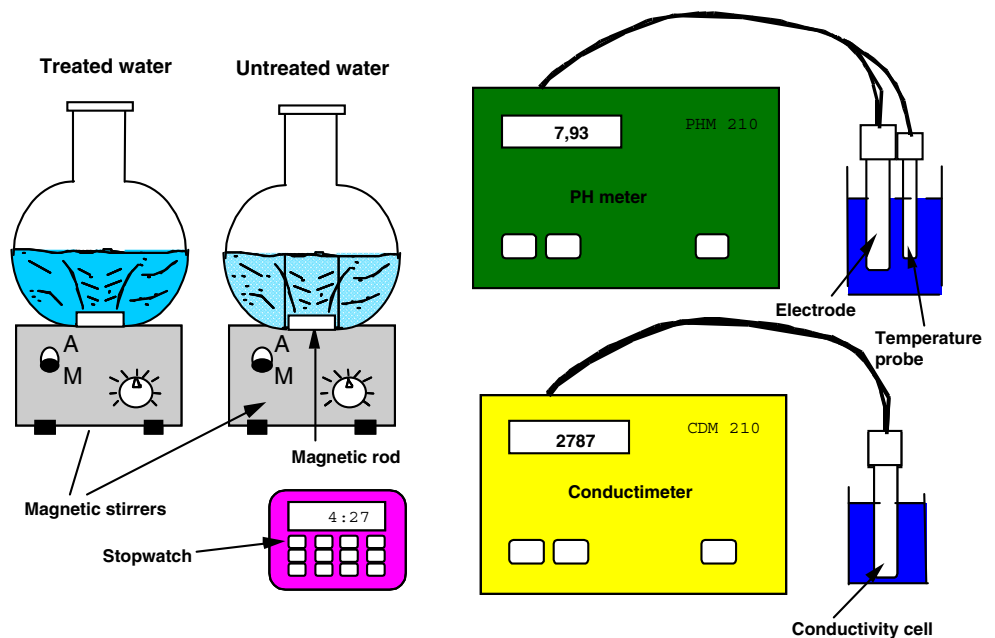 Treated water
Untreated water
A
M
A
M
Magnetic rod
Magnetic stirrers
4:27
Stopwatch
7,93
PHM 210
PH meter
Electrode
Temperature
probe
2787
CDM 210
Conductimeter
Conductivity cell